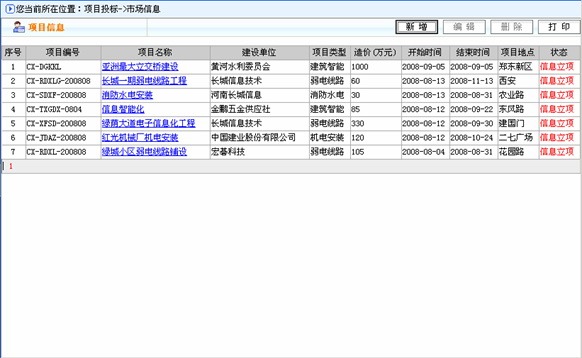 您当前所在位置：项目投标->市场信息
项目信息 新 增 编 辑 删 除 打 印
序号 项目编号 项目名称 建设单位 项目类型 造价(万元) 开始时间 结束时间 项目地点 状态
1 CX-DGKKL 亚洲最大立交桥建设 黄河水利委员会 建筑智能 1000 2008-09-05 2008-09-05 郑东新区 信息立项
2 CX-RDXLG-200808 长城一期弱电线路工程 长城信息技术 弱电线路 60 2008-08-13 2008-11-13 西安 信息立项
3 CX-SDXF-200808 消防水电安装 河南长城信息 消防水电 30 2008-08-13 2008-08-31 农业路 信息立项
4 CX-TXGDX-0804 信息智能化 金鹏五金供应社 建筑智能 85 2008-08-12 2008-09-22 东风路 信息立项
5 CX-XFSD-200808 绿荫大道电子信息化工程 长城信息技术 弱电线路 330 2008-08-12 2008-09-30 建国门 信息立项
6 CX-JDAZ-200808 红光机械厂机电安装 中国建业股份有限公司 机电安装 120 2008-08-12 2008-10-24 二七广场 信息立项
7 CX-RDXL-200808 绿城小区弱电线路铺设 宏碁科技 弱电线路 105 2008-08-04 2008-08-31 花园路 信息立项
1